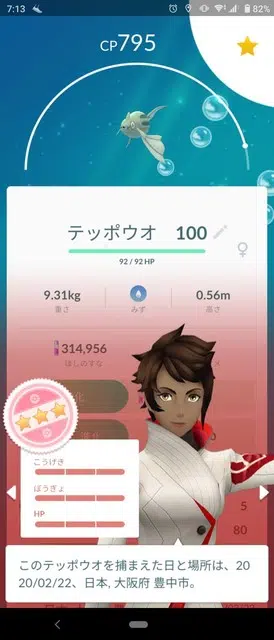 7:13
82%
CP795
テッポウオ 100
92 / 92 HP
9.31kg
みず
0.56m
重さ
高さ
314,956
ほしのすな
こうげき
ぼうぎょ
HP
5
80
このテッポウオを捕まえた日と場所は、20
20/02/22、日本, 大阪府 豊中市。